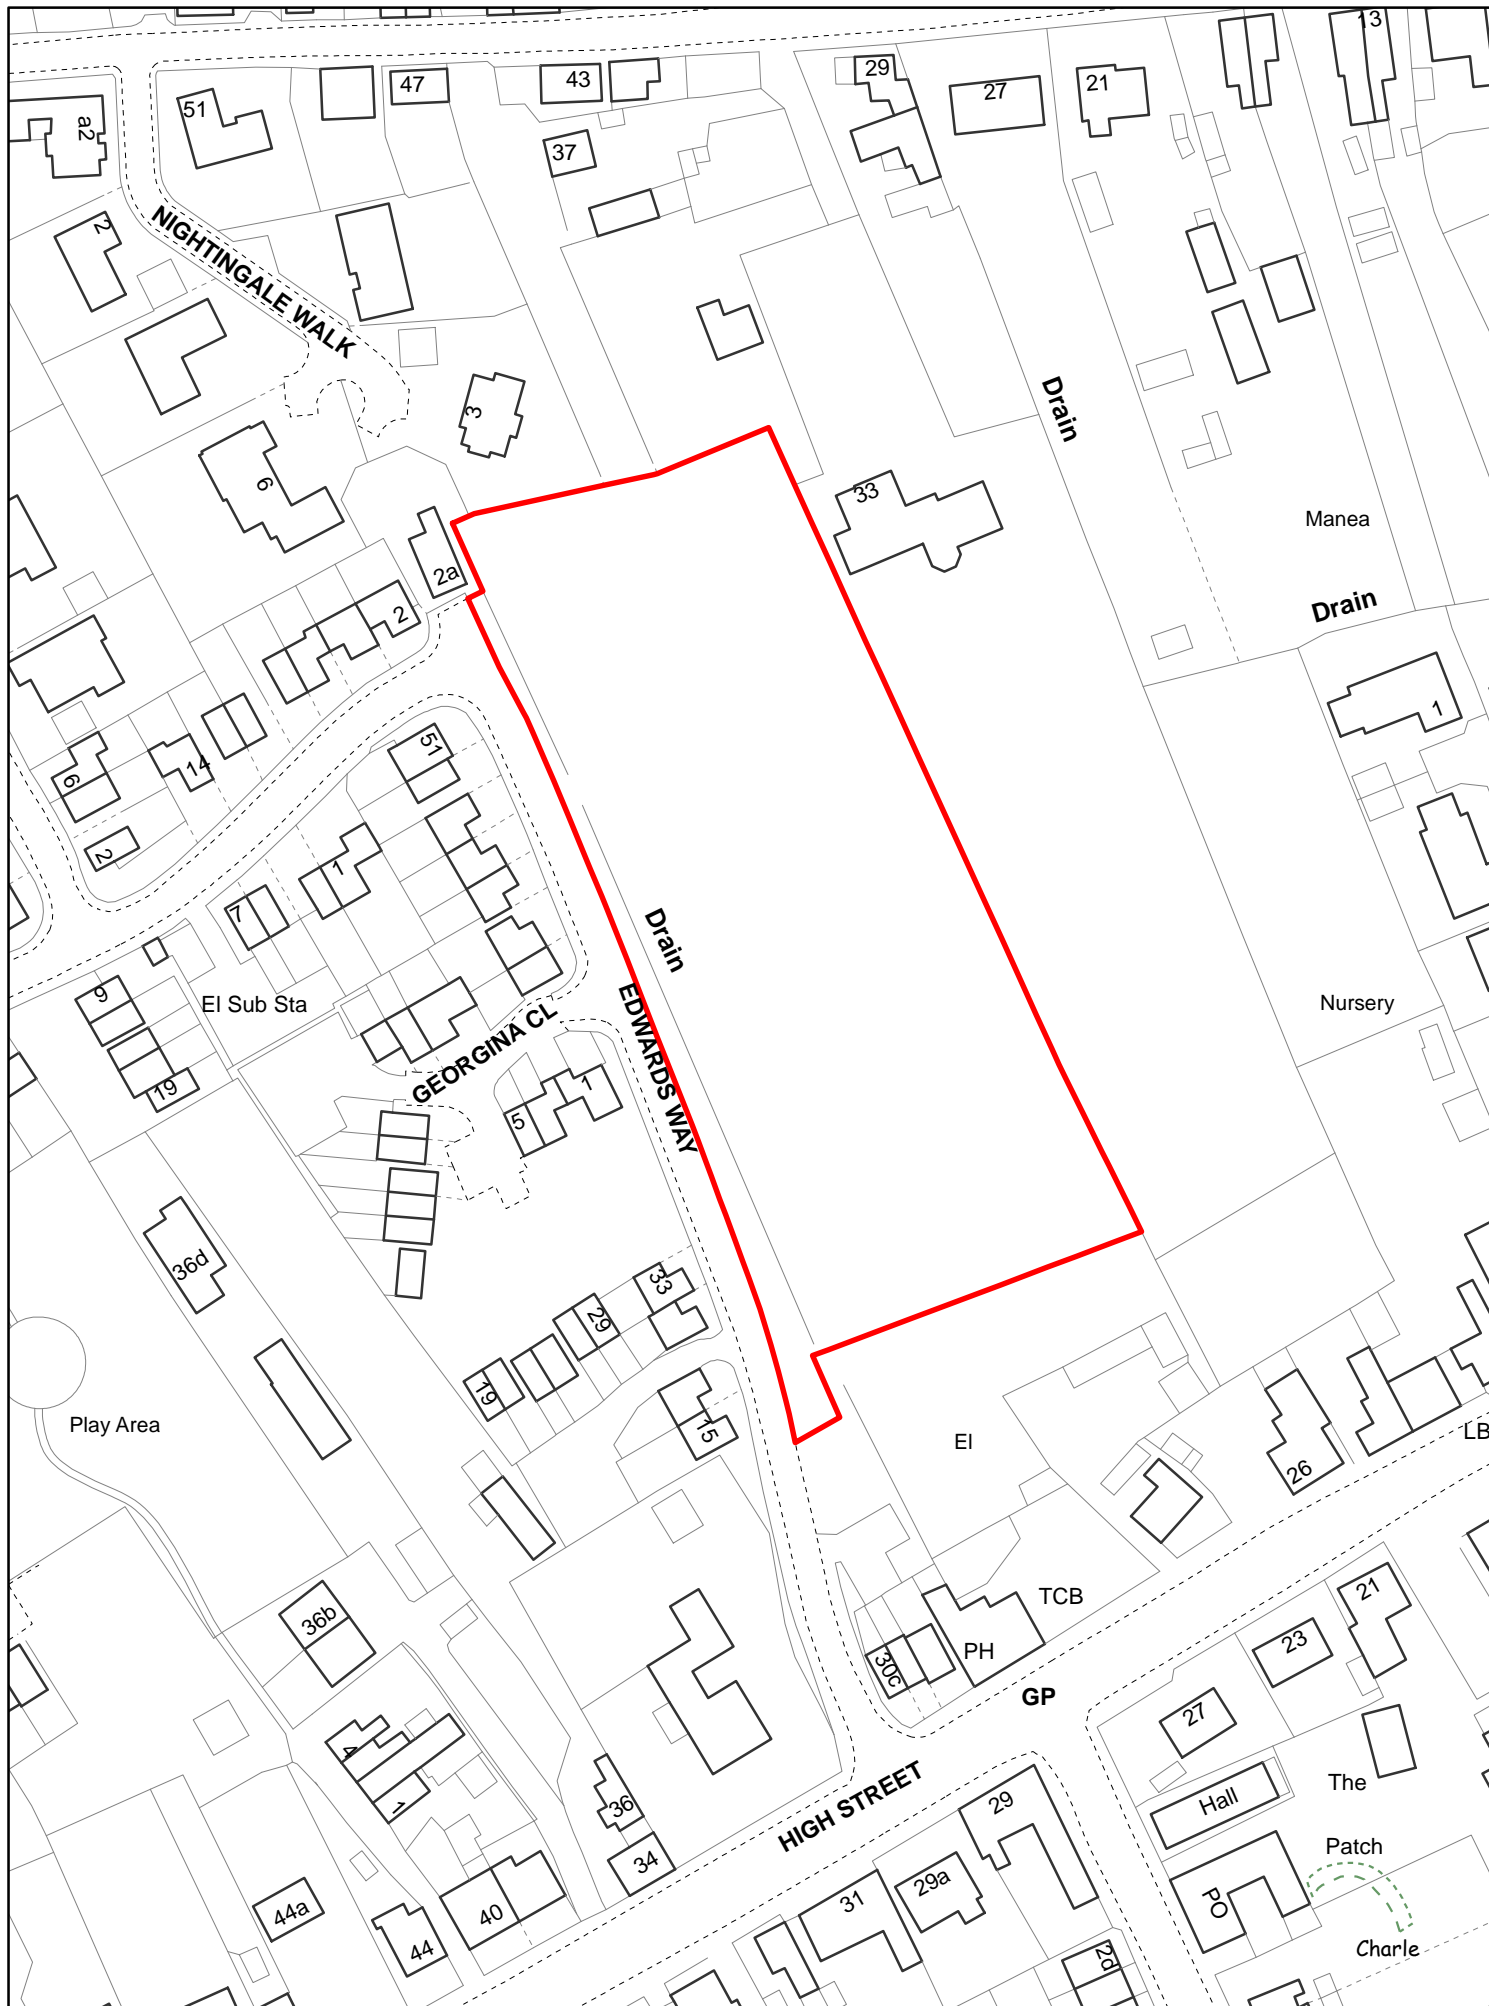 13
47
43
29
27
21
51
a2
37
2
NIGHTINGALE WALK
Drain
3
6
33
Manea
2a
2
Drain
1
51
14
6
2
1
7
Drain
9
El Sub Sta
EDWARDS WAY
Nursery
GEORGINA CL
19
1
5
36d
33
29
19
Play Area
15
El
LB
26
36b
TCB
21
23
PH
30c
GP
27
4
The
1
36
HIGH STREET
29
Hall
34
Patch
29a
31
PO
44a
40
44
Charle
2d